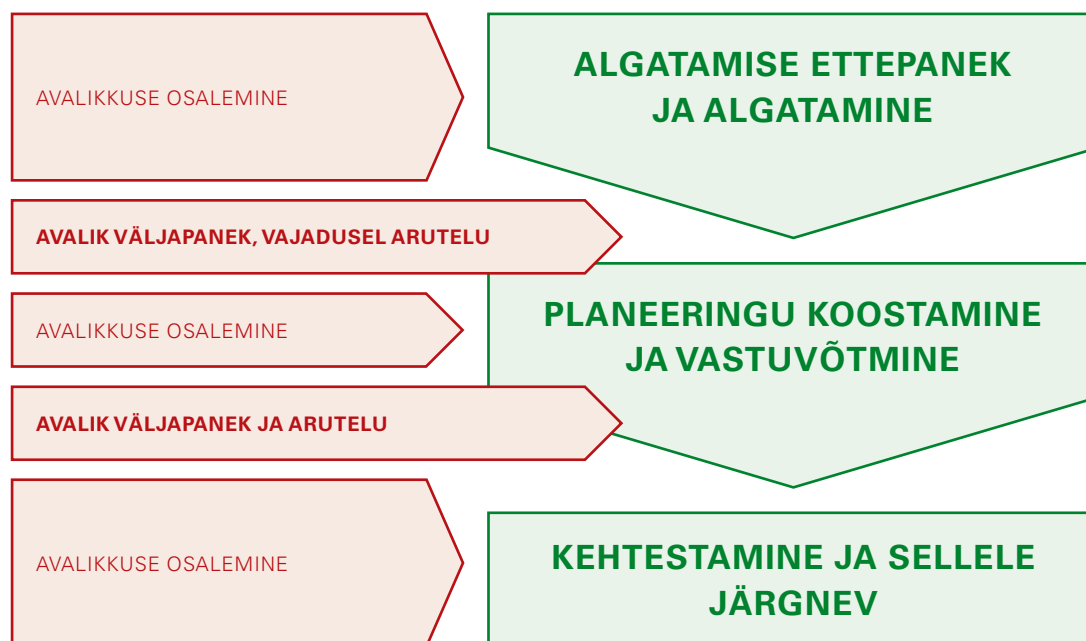 AVALIKKUSE OSALEMINE
ALGATAMISE ETTEPANEK
JA ALGATAMINE
AVALIK VÄLJAPANEK, VAJADUSEL ARUTELU
AVALIKKUSE OSALEMINE
PLANEERINGU KOOSTAMINE
JA VASTUVÕTMINE
AVALIK VÄLJAPANEK JA ARUTELU
AVALIKKUSE OSALEMINE
KEHTESTAMINE JA SELLELE
JÄRGNEV